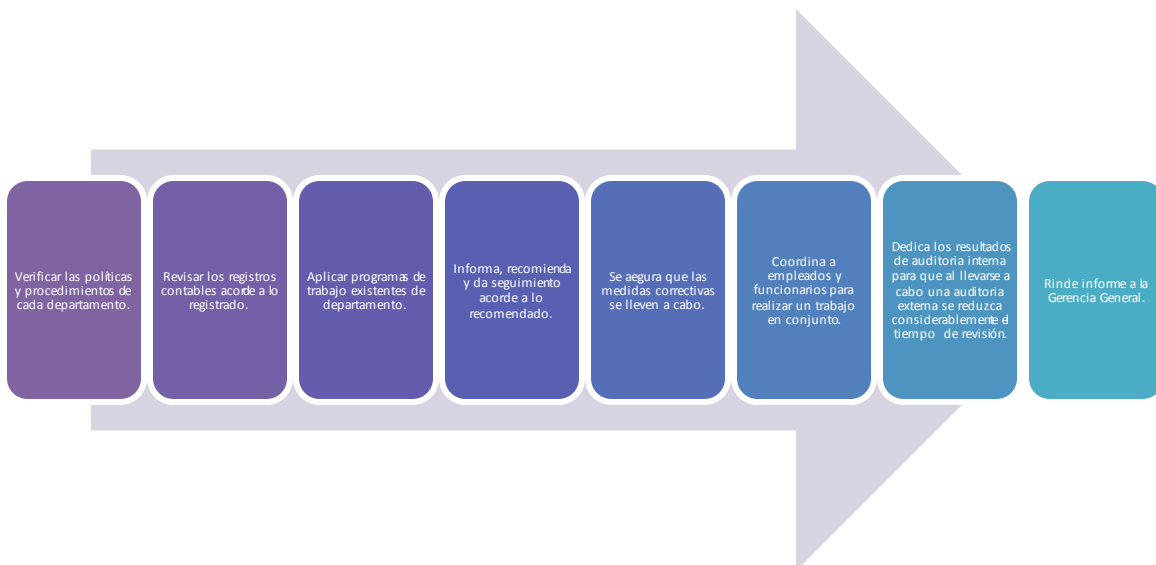 Verificar las políticas
y procedimientos de
cada departamento.
Revisar los registros
contables acorde a lo
registrado.
Aplicar programas de
trabajo existentes de
departamento.
Informa, recomienda
y da seguimiento
acorde a lo
recomendado.
Se aegura que las
medidas correctivas
se lleven a cabo.
Coordina a
empleados y
funcionarios para
realizar un trabajo
en conjunto.
Dedica los resultados
de auditoria interna
para que al llevarse a
cabo una auditoria
externa se reduzca
considerablemente el
tiempo de revisión.
Rinde informe a la
Gerencia General.